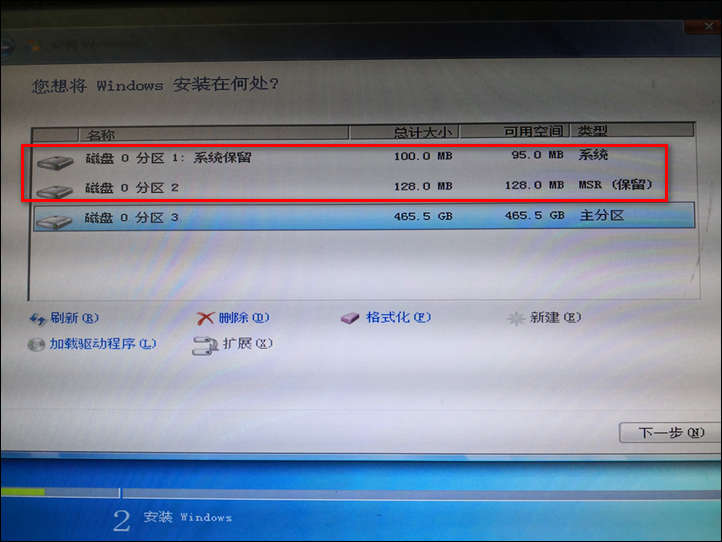 您想将 Windows 安装在何处?
名称 总计大小 可用空间 类型
磁盘 0 分区 1: 系统保留 100.0 MB 95.0 MB 系统
磁盘 0 分区 2 128.0 MB 128.0 MB MSR (保留)
磁盘 0 分区 3 465.5 GB 465.5 GB 主分区
刷新(R) 删除(D) 格式化(F) 新建(E)
加载驱动程序(L) 扩展(X)
下一步(N)
2 安装 Windows